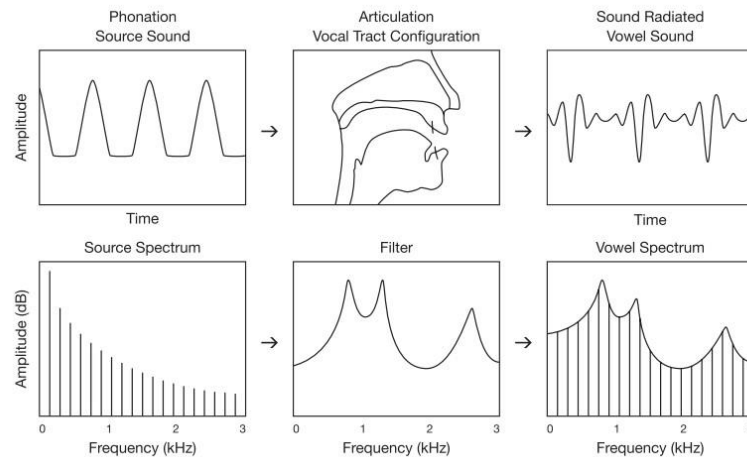 Phonation
Source Sound
Articulation
Vocal Tract Configuration
Sound Radiated
Vowel Sound
Amplitude
Time
Time
Source Spectrum
Filter
Vowel Spectrum
Amplitude (dB)
0 1 2 3
0 1 2 3
0 1 2
Frequency (kHz)
Frequency (kHz)
Frequency (kHz)